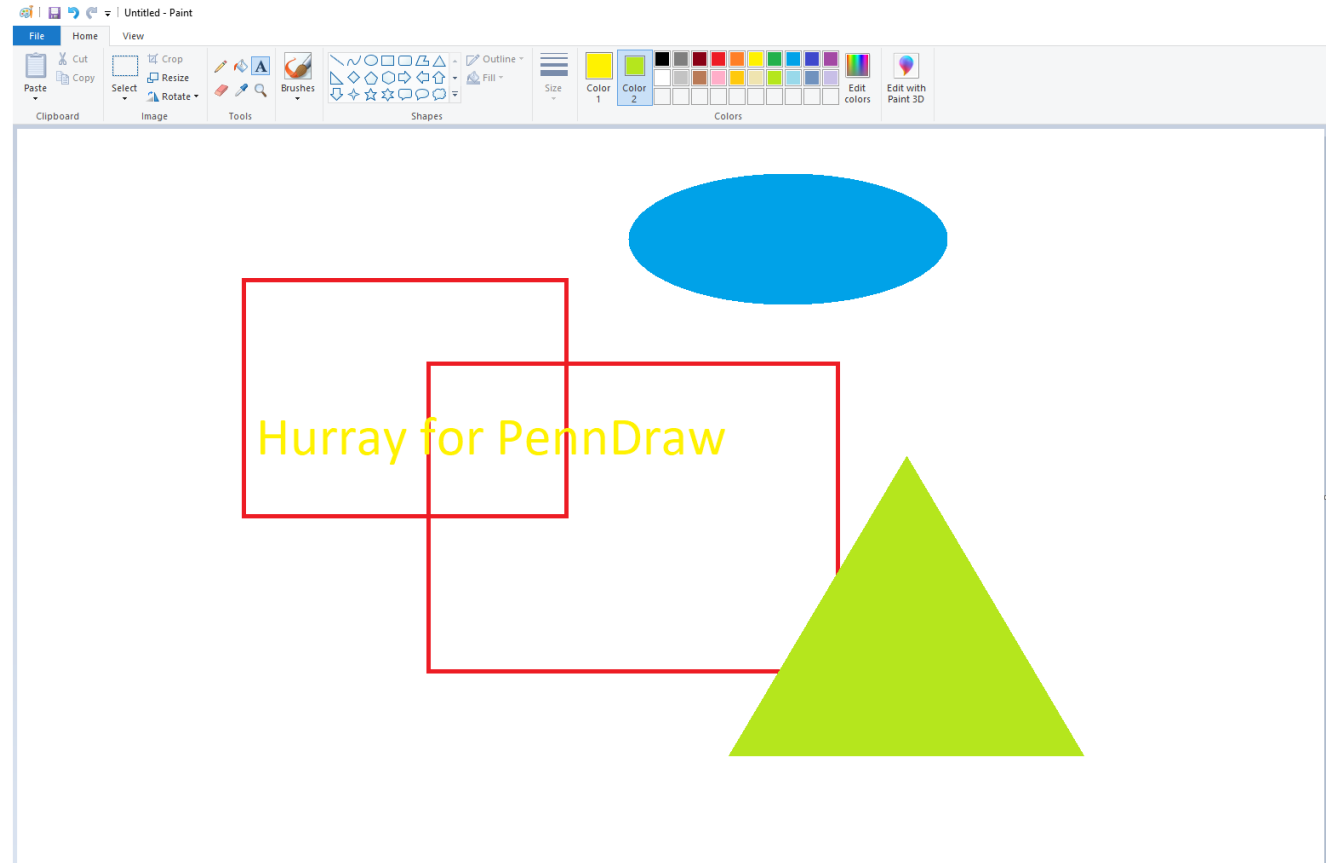 Untitled - Paint
File Home View
Paste
Cut
Copy
Clipboard
Select
Crop
Resize
Rotate
Image
A
Tools
Brushes
Outline
Fill
Shapes
Size
Color 1
Color 2
Edit colors
Colors
Edit with Paint 3D
Hurray for PennDraw